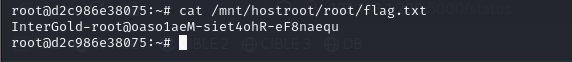 root@d2c986e38075:~# cat /mnt/hostroot/root/flag.txt
InterGold-root@oaso1aeM-siet4ohR-eF8naequ
root@d2c986e38075:~#